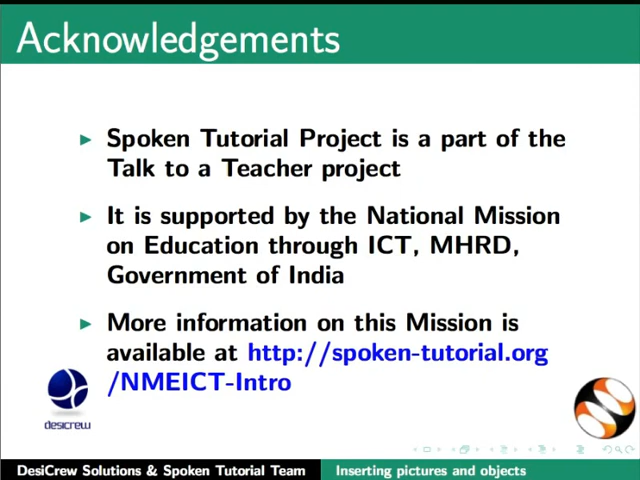 Acknowledgements
Spoken Tutorial Project is a part of the
Talk to a Teacher project
It is supported by the National Mission
on Education through ICT, MHRD,
Government of India
More information on this Mission is
available at http://spoken-tutorial.org
/NMEICT-Intro
desicrew
DesiCrew Solutions & Spoken Tutorial Team
Inserting pictures and objects